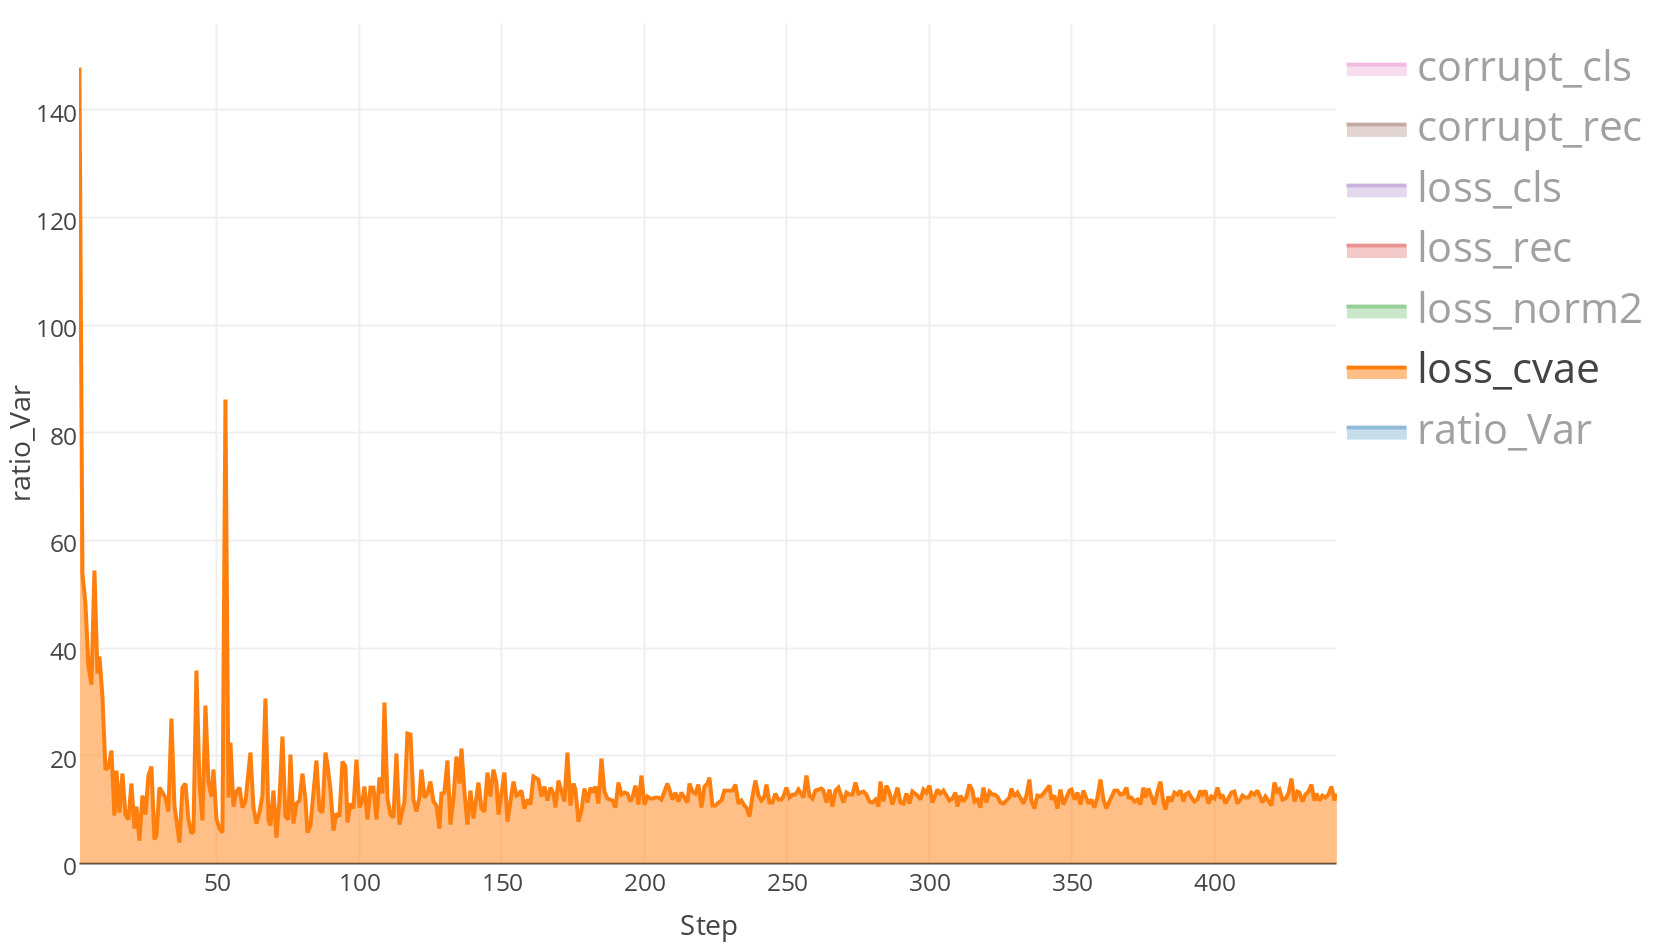 ratio_Var
140
120
100
80
60
40
20
0
50 100 150 200 250 300 350 400
Step
corrupt_cls
corrupt_rec
loss_cls
loss_rec
loss_norm2
loss_cvae
ratio_Var